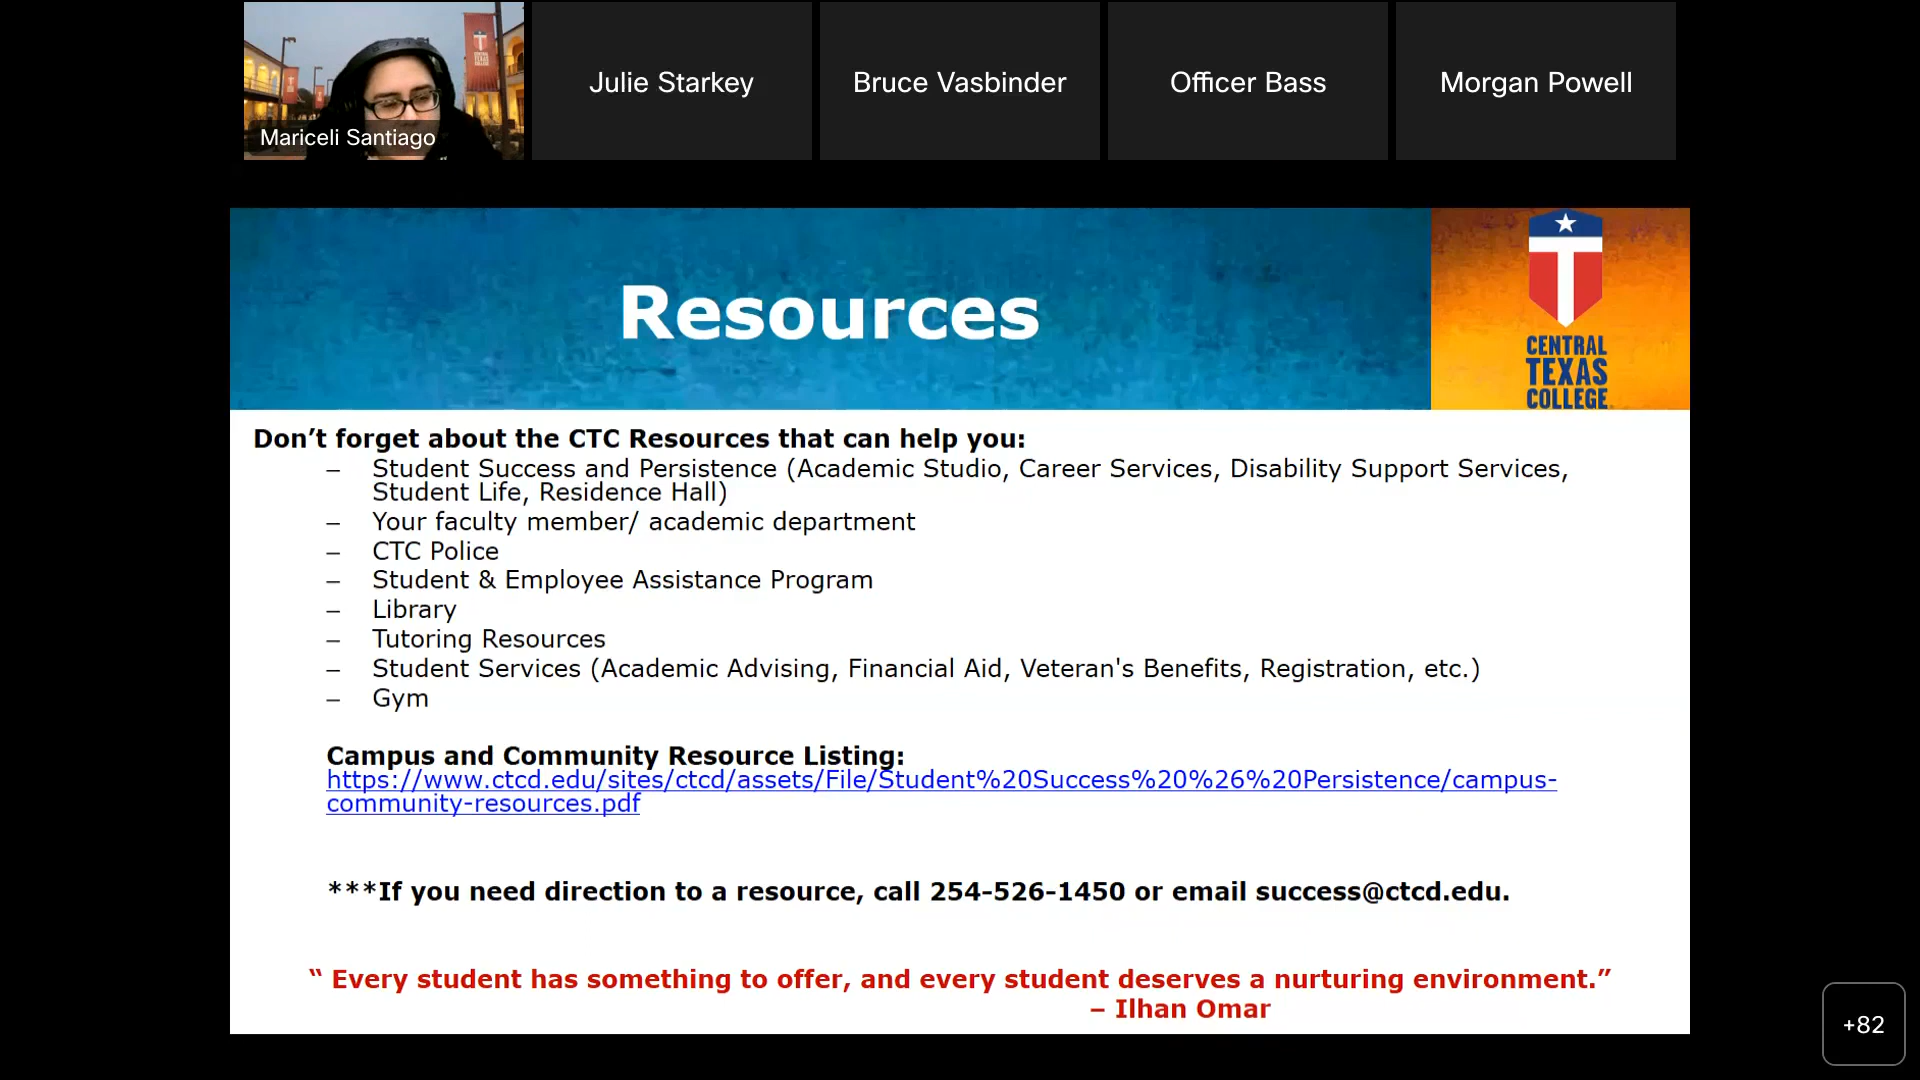 Mariceli Santiago
Julie Starkey
Bruce Vasbinder
Officer Bass
Morgan Powell
Resources
CENTRAL
TEXAS
COLLEGE
Don’t forget about the CTC Resources that can help you:
– Student Success and Persistence (Academic Studio, Career Services, Disability Support Services,
Student Life, Residence Hall)
– Your faculty member/ academic department
– CTC Police
– Student & Employee Assistance Program
– Library
– Tutoring Resources
– Student Services (Academic Advising, Financial Aid, Veteran's Benefits, Registration, etc.)
– Gym
Campus and Community Resource Listing:
https://www.ctcd.edu/sites/ctcd/assets/File/Student%20Success%20%26%20Persistence/campus-
community-resources.pdf
***If you need direction to a resource, call 254-526-1450 or email success@ctcd.edu.
“ Every student has something to offer, and every student deserves a nurturing environment.”
– Ilhan Omar
+82